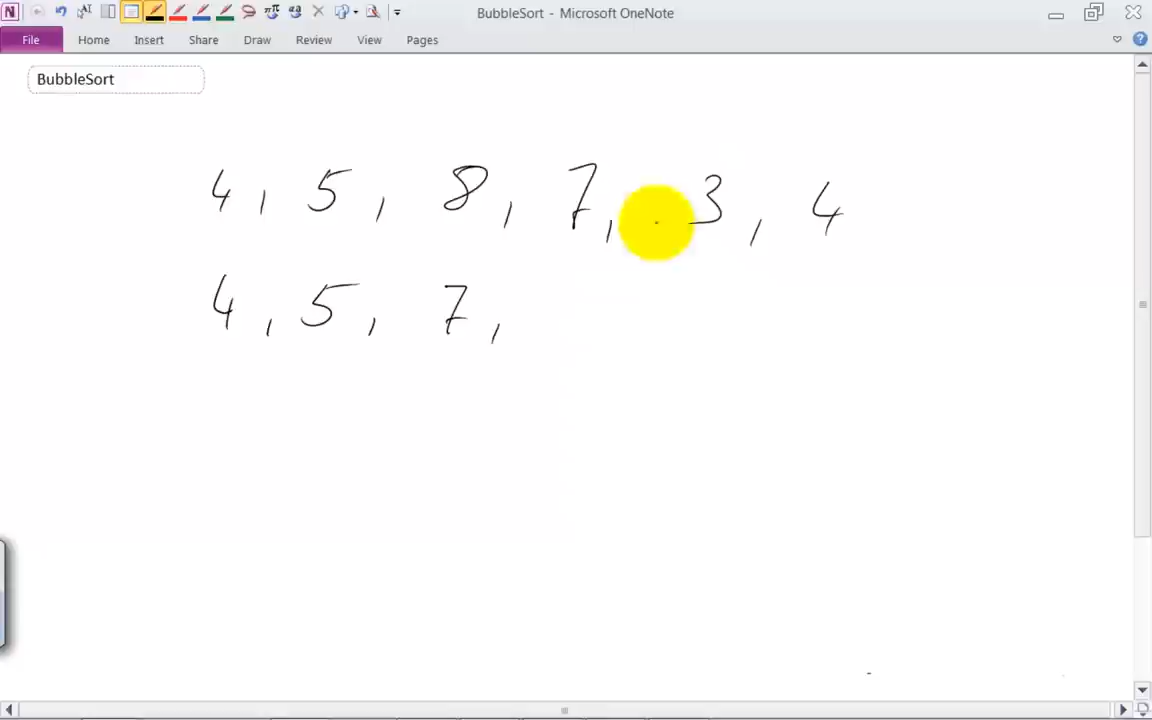 BubbleSort - Microsoft OneNote
File Home Insert Share Draw Review View Pages
BubbleSort
4, 5, 8, 7, 3, 4
4, 5, 7,